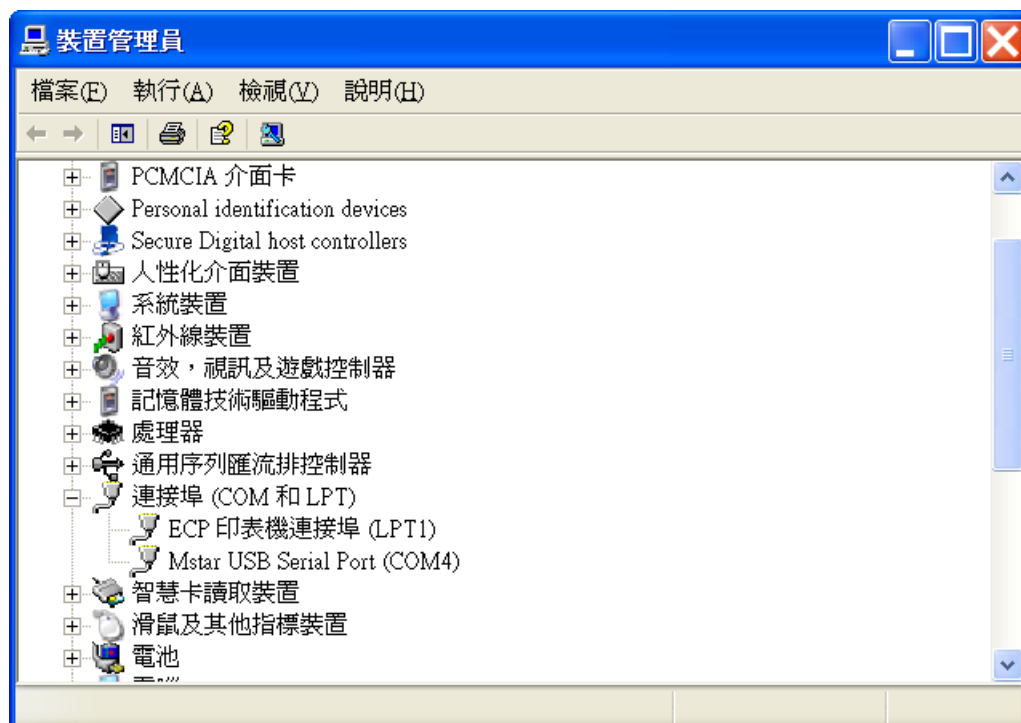 裝置管理員
檔案(F) 執行(A) 檢視(V) 說明(H)
PCMCIA 介面卡
Personal identification devices
Secure Digital host controllers
人性化介面裝置
系統裝置
紅外線裝置
音效，視訊及遊戲控制器
記憶體技術驅動程式
處理器
通用序列匯流排控制器
連接埠 (COM 和 LPT)
ECP 印表機連接埠 (LPT1)
Mstar USB Serial Port (COM4)
智慧卡讀取裝置
滑鼠及其他指標裝置
電池